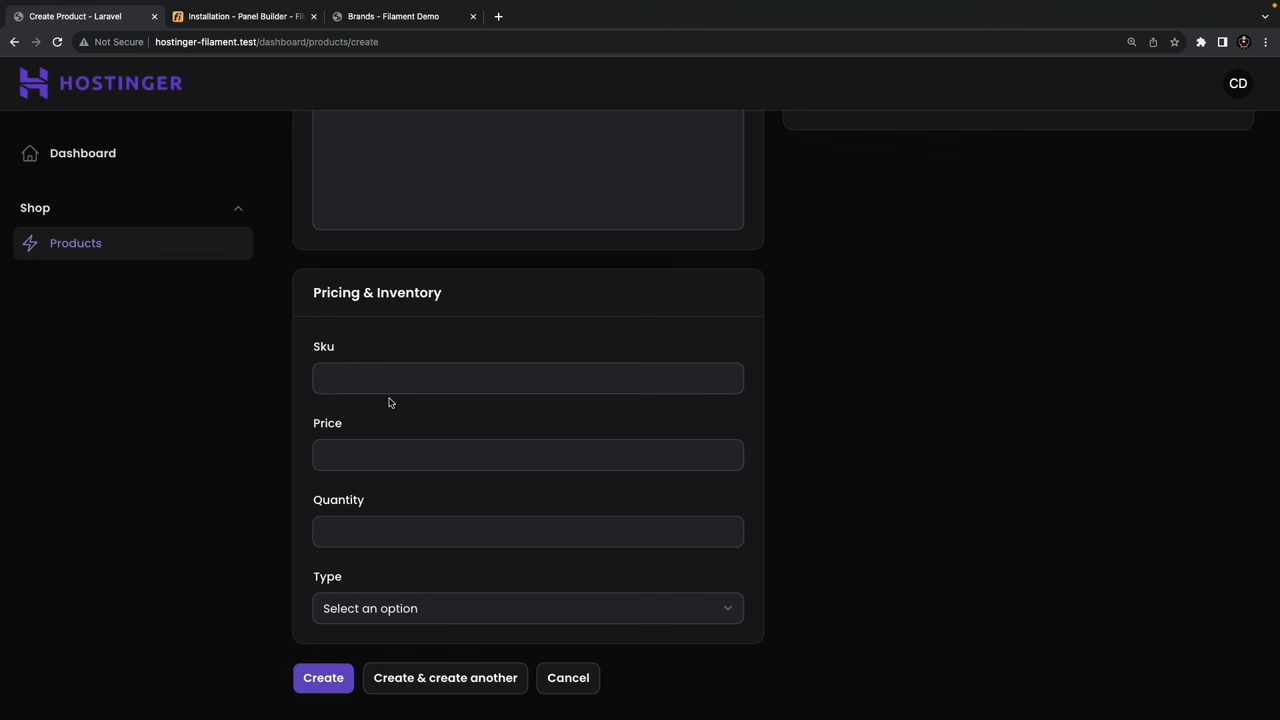 Create Product - Laravel
Installation - Panel Builder - Fil
Brands - Filament Demo
Not Secure
hostinger-filament.test/dashboard/products/create
HOSTINGER
CD
Dashboard
Shop
Products
Pricing & Inventory
Sku
Price
Quantity
Type
Select an option
Create
Create & create another
Cancel